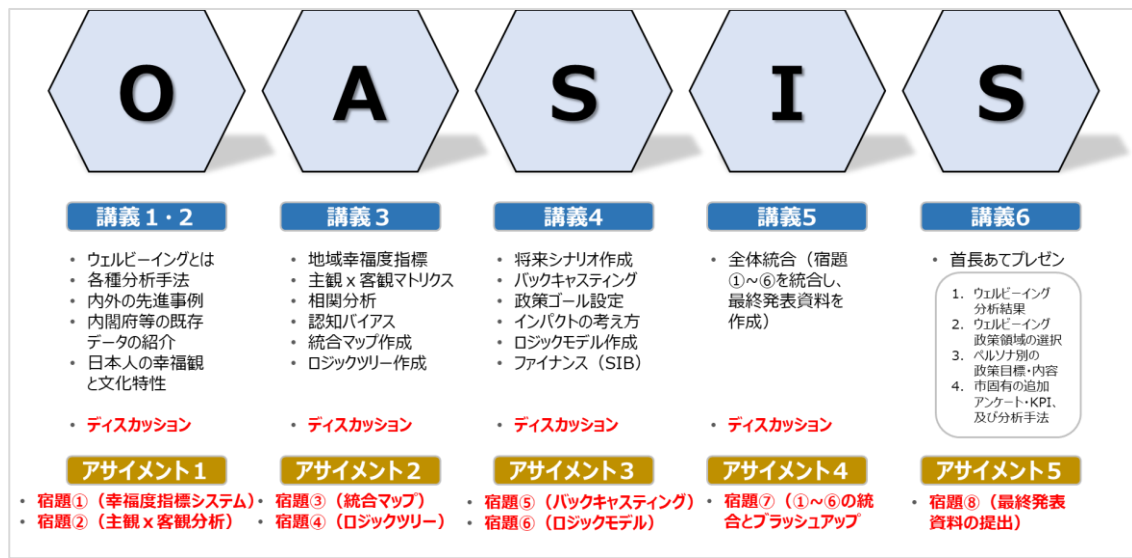 O
A
S
I
S
講義1・2
・ ウェルビーイングとは
・ 各種分析手法
・ 内外の先進事例
・ 内閣府等の既存
データの紹介
・ 日本人の幸福観
と文化特性
・ ディスカッション
アサイメント1
・ 宿題①（幸福度指標システム）
・ 宿題②（主観ｘ客観分析）
講義3
・ 地域幸福度指標
・ 主観ｘ客観マトリクス
・ 相関分析
・ 認知バイアス
・ 統合マップ作成
・ ロジックツリー作成
・ ディスカッション
アサイメント2
・ 宿題③（統合マップ）
・ 宿題④（ロジックツリー）
講義4
・ 将来シナリオ作成
・ バックキャスティング
・ 政策ゴール設定
・ インパクトの考え方
・ ロジックモデル作成
・ ファイナンス（SIB）
・ ディスカッション
アサイメント3
・ 宿題⑤（バックキャスティング）
・ 宿題⑥（ロジックモデル）
講義5
・ 全体統合（宿題
①~⑥を統合し、
最終発表資料を
作成）
・ ディスカッション
アサイメント4
・ 宿題⑦（①~⑥の統
合とブラッシュアップ
講義6
・ 首長あてプレゼン
1. ウェルビーイング
分析結果
2. ウェルビーイング
政策領域の選択
3. ペルソナ別の
政策目標・内容
4. 市固有の追加
アンケート・KPI、
及び分析手法
アサイメント5
・ 宿題⑧（最終発表
資料の提出）